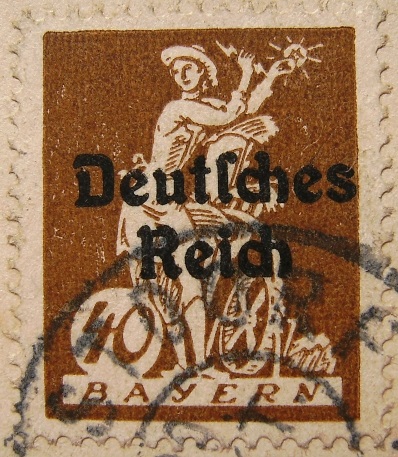 Deutſches
Reich
40
BAYERN